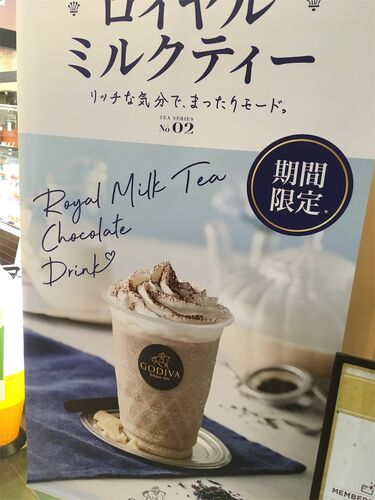 ロイヤル
ミルクティー
リッチな気分で、まったりモード。
TEA SERIES
No 02
期間
限定
Royal Milk Tea
Chocolate
Drink♡
GODIVA
MEMBER